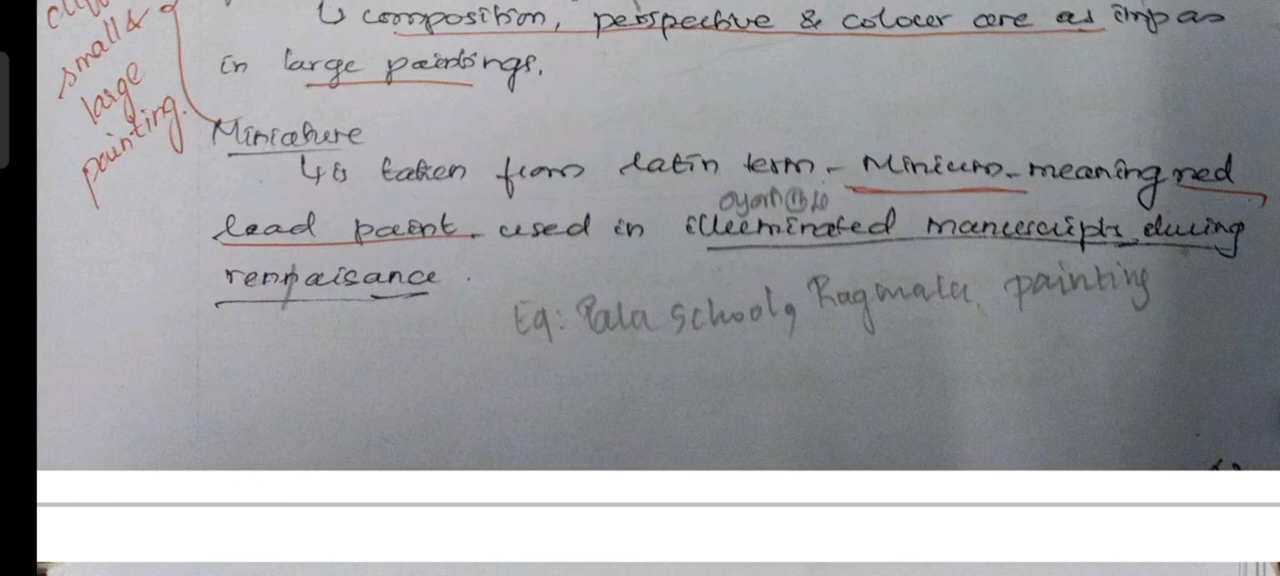 small &
large
painting.
↳ composition, perspective & colour are as imp as
in large paintings.
Miniature
↳ is taken from latin term - Minium - meaning red
lead paint. used in illuminated manuscripts during
rennaisance.
Eg: Pala school, Ragmala painting